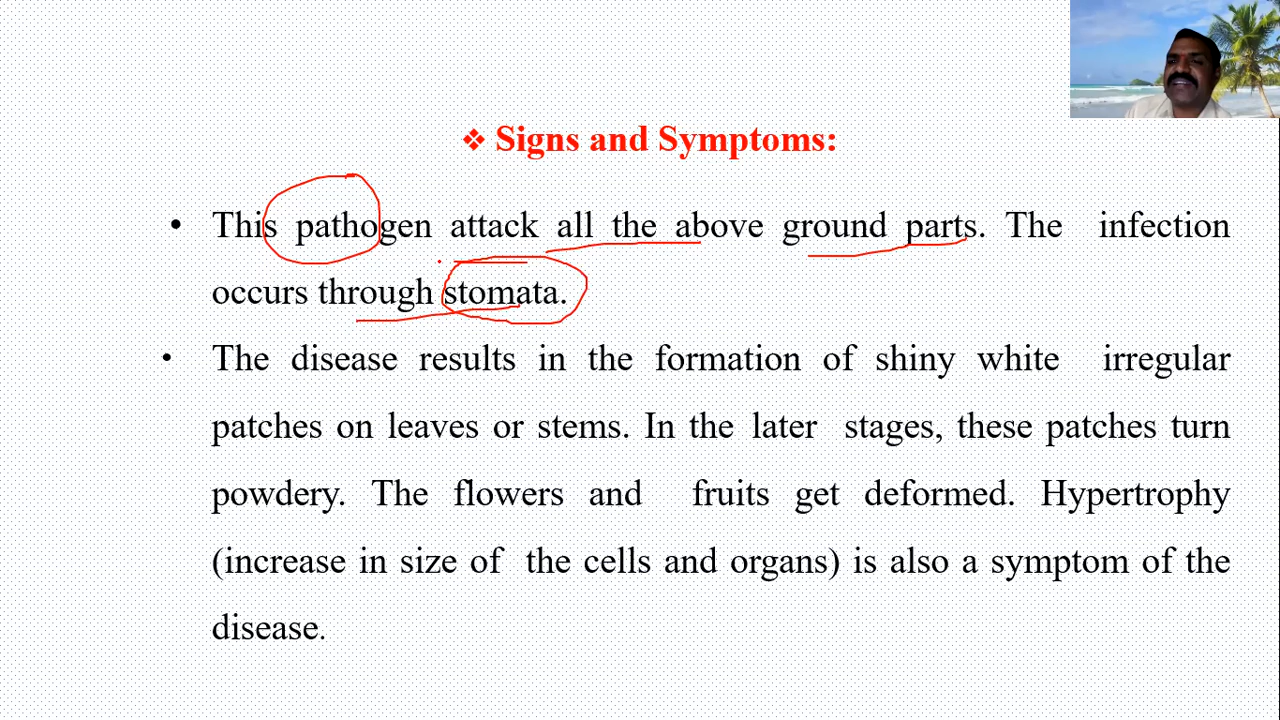 ❖ Signs and Symptoms:
• This pathogen attack all the above ground parts. The infection
occurs through stomata.
• The disease results in the formation of shiny white irregular
patches on leaves or stems. In the later stages, these patches turn
powdery. The flowers and fruits get deformed. Hypertrophy
(increase in size of the cells and organs) is also a symptom of the
disease.